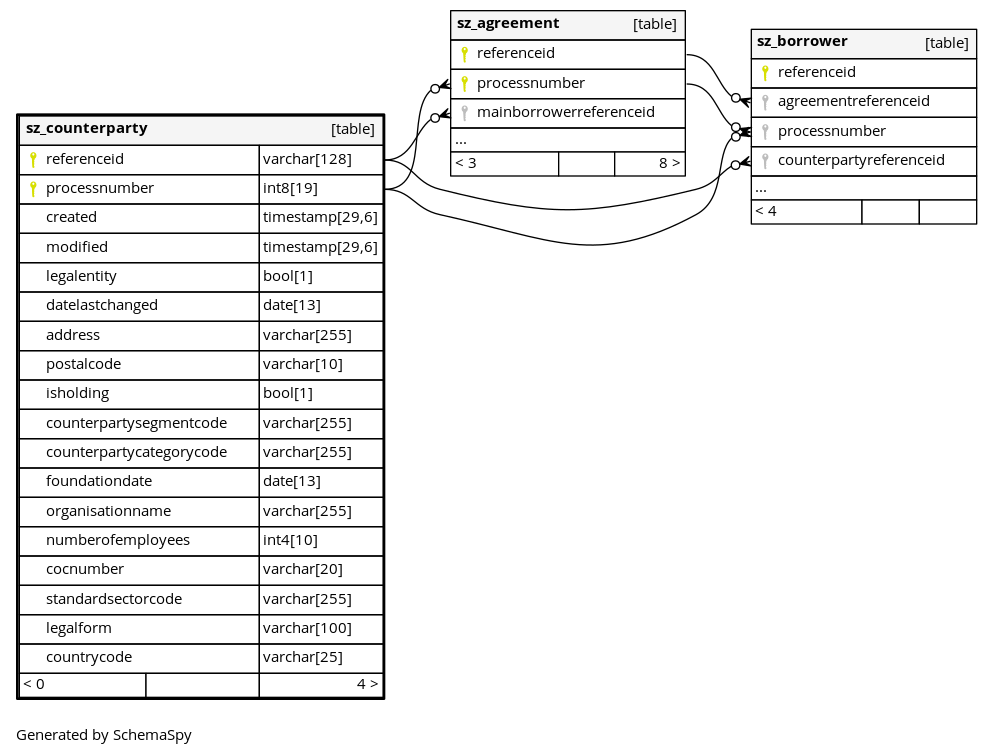 sz_agreement [table]
referenceid
processnumber
mainborrowerreferenceid
...
< 3 8 >
sz_borrower [table]
referenceid
agreementreferenceid
processnumber
counterpartyreferenceid
...
< 4
sz_counterparty [table]
referenceid varchar[128]
processnumber int8[19]
created timestamp[29,6]
modified timestamp[29,6]
legalentity bool[1]
datelastchanged date[13]
address varchar[255]
postalcode varchar[10]
isholding bool[1]
counterpartysegmentcode varchar[255]
counterpartycategorycode varchar[255]
foundationdate date[13]
organisationname varchar[255]
numberofemployees int4[10]
cocnumber varchar[20]
standardsectorcode varchar[255]
legalform varchar[100]
countrycode varchar[25]
< 0 4 >
Generated by SchemaSpy